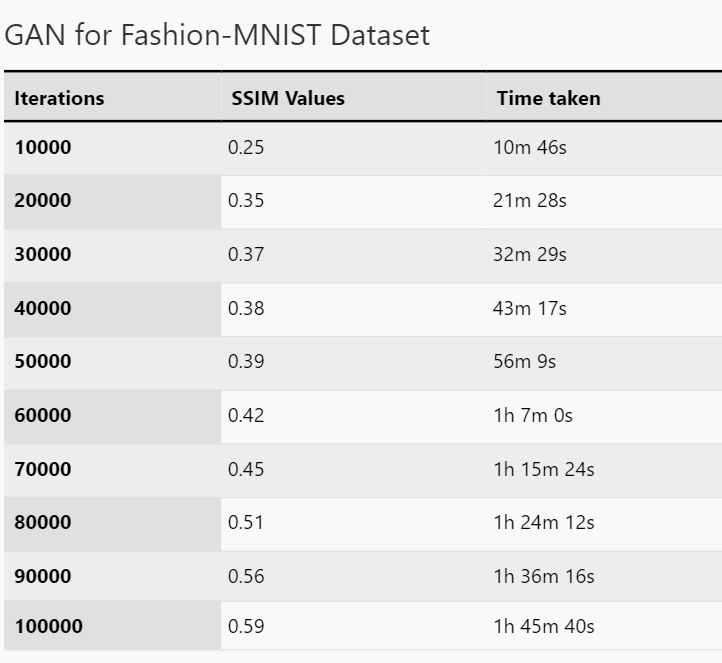 GAN for Fashion-MNIST Dataset
Iterations SSIM Values Time taken
10000 0.25 10m 46s
20000 0.35 21m 28s
30000 0.37 32m 29s
40000 0.38 43m 17s
50000 0.39 56m 9s
60000 0.42 1h 7m 0s
70000 0.45 1h 15m 24s
80000 0.51 1h 24m 12s
90000 0.56 1h 36m 16s
100000 0.59 1h 45m 40s